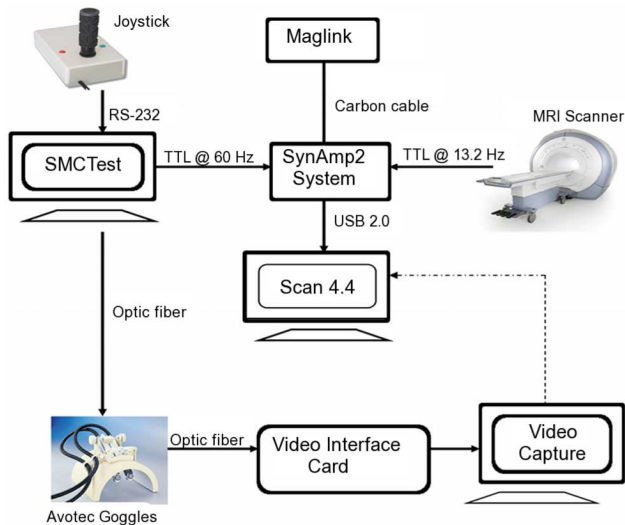 Joystick
Maglink
RS-232
Carbon cable
MRI Scanner
SMCTest
TTL @ 60 Hz
SynAmp2
System
TTL @ 13.2 Hz
USB 2.0
Scan 4.4
Optic fiber
Optic fiber
Video Interface
Card
Video
Capture
Avotec Goggles